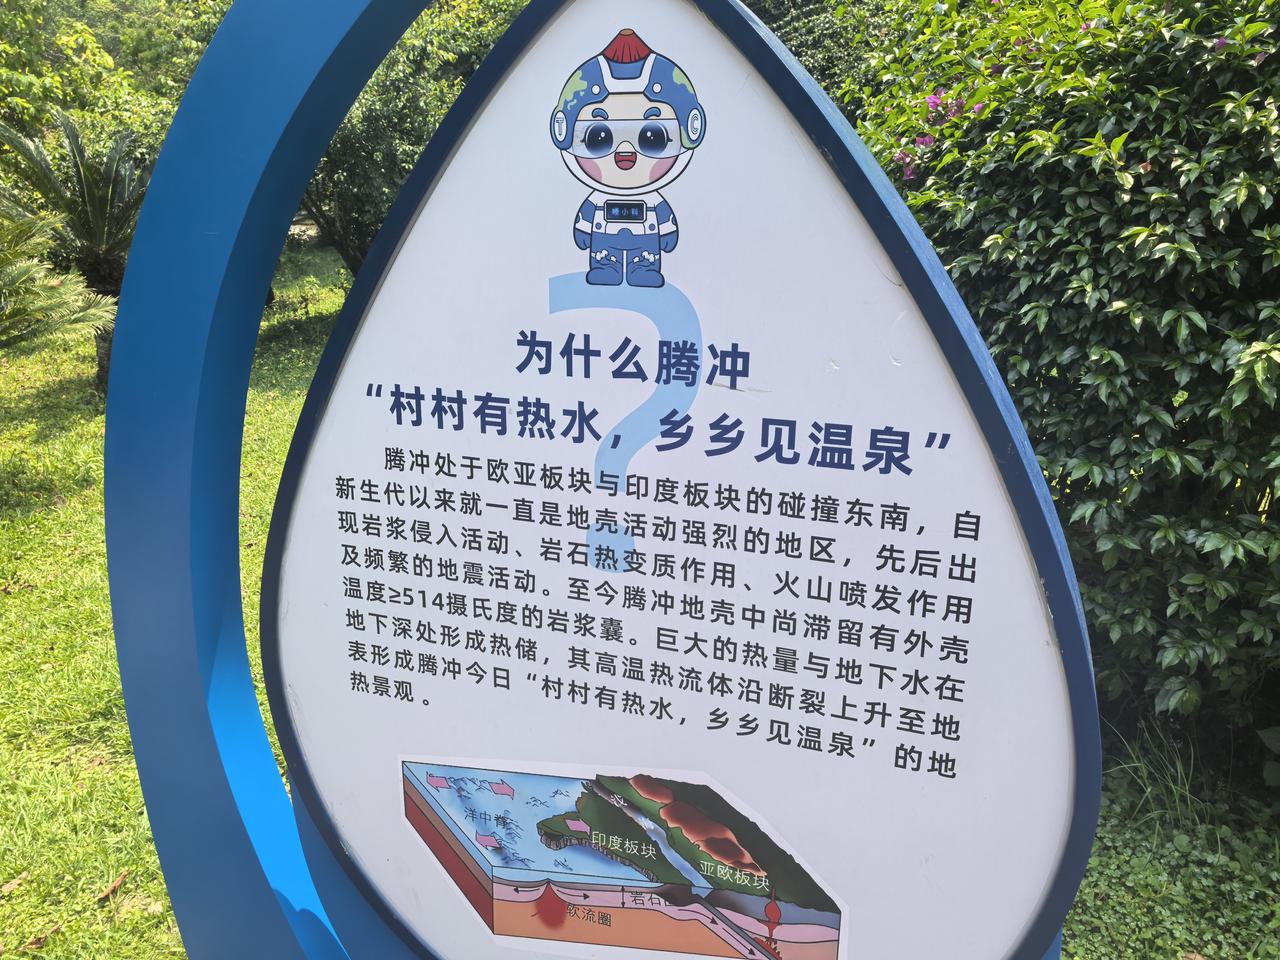 T
C
腾小科
为什么腾冲
“村村有热水，乡乡见温泉”
腾冲处于欧亚板块与印度板块的碰撞东南，自
新生代以来就一直是地壳活动强烈的地区，先后出
现岩浆侵入活动、岩石热变质作用、火山喷发作用
及频繁的地震活动。至今腾冲地壳中尚滞留有外壳
温度≥514摄氏度的岩浆囊。巨大的热量与地下水在
地下深处形成热储，其高温热流体沿断裂上升至地
表形成腾冲今日“村村有热水，乡乡见温泉”的地
热景观。
洋中脊
印度板块
亚欧板块
岩石
软流圈